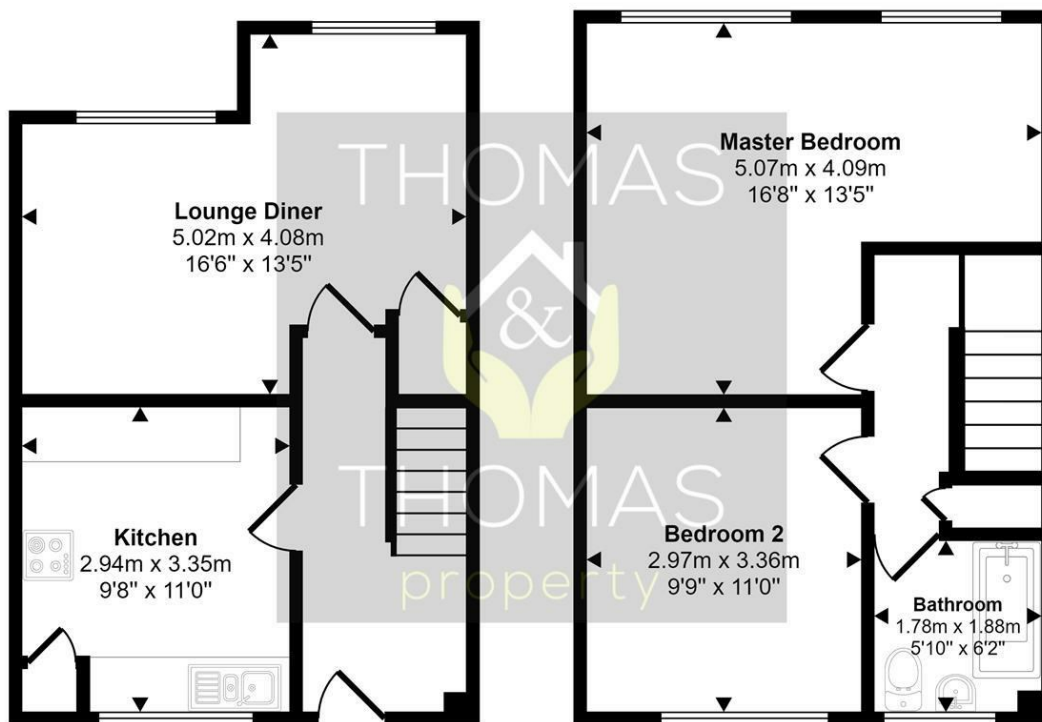 Lounge Diner
5.02m x 4.08m
16'6" x 13'5"
Kitchen
2.94m x 3.35m
9'8" x 11'0"
Master Bedroom
5.07m x 4.09m
16'8" x 13'5"
Bedroom 2
2.97m x 3.36m
9'9" x 11'0"
Bathroom
1.78m x 1.88m
5'10" x 6'2"
THOMAS
&
THOMAS
property